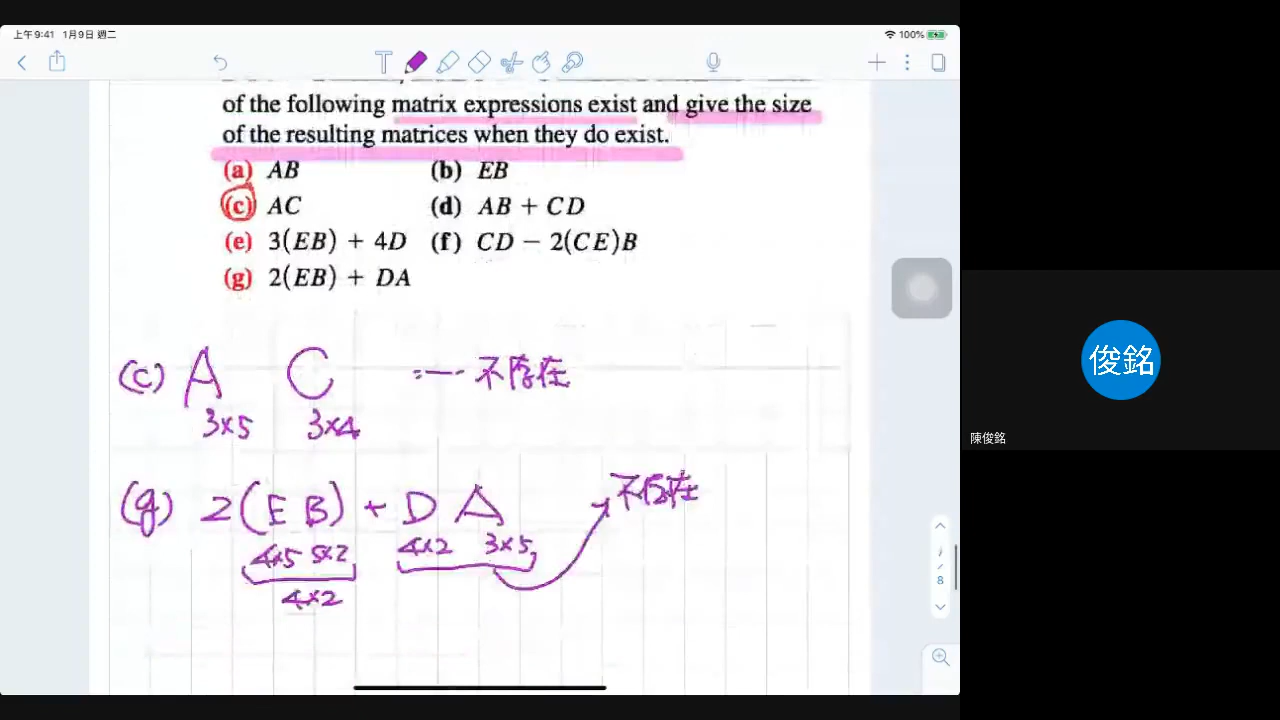 上午9:41 1月9日 週二
100%
of the following matrix expressions exist and give the size
of the resulting matrices when they do exist.
(a) AB (b) EB
(c) AC (d) AB + CD
(e) 3(EB) + 4D (f) CD − 2(CE)B
(g) 2(EB) + DA
(c) A C 不存在
3×5 3×4
(g) 2(EB) + DA 不存在
4×5 5×2 4×2 3×5
4×2
/
8
俊銘
陳俊銘